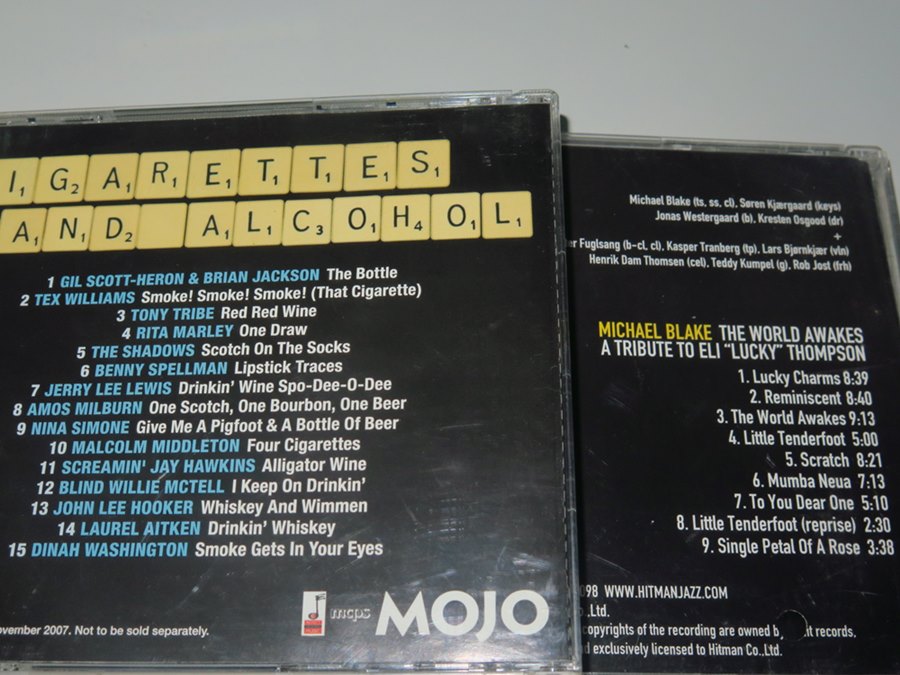 IGARETTES
AND ALCOHOL
1 GIL SCOTT-HERON & BRIAN JACKSON The Bottle
2 TEX WILLIAMS Smoke! Smoke! Smoke! (That Cigarette)
3 TONY TRIBE Red Red Wine
4 RITA MARLEY One Draw
5 THE SHADOWS Scotch On The Socks
6 BENNY SPELLMAN Lipstick Traces
7 JERRY LEE LEWIS Drinkin' Wine Spo-Dee-O-Dee
8 AMOS MILBURN One Scotch, One Bourbon, One Beer
9 NINA SIMONE Give Me A Pigfoot & A Bottle Of Beer
10 MALCOLM MIDDLETON Four Cigarettes
11 SCREAMIN' JAY HAWKINS Alligator Wine
12 BLIND WILLIE MCTELL I Keep On Drinkin'
13 JOHN LEE HOOKER Whiskey And Wimmen
14 LAUREL AITKEN Drinkin' Whiskey
15 DINAH WASHINGTON Smoke Gets In Your Eyes
mcps MOJO
ovember 2007. Not to be sold separately.
Michael Blake (ts, ss, cl) Søren Kjærgaard (keys)
Jonas Westergaard (b), Kresten Osgood (dr)
+
er Fuglsang (b-cl, cl), Kasper Tranberg (tp), Lars Bjørnkjær (vln)
Henrik Dam Thomsen (cel), Teddy Kumpel (g), Rob Jost (frh)
MICHAEL BLAKE THE WORLD AWAKES
A TRIBUTE TO ELI "LUCKY" THOMPSON
1. Lucky Charms 8:39
2. Reminiscent 8:40
3. The World Awakes 9:13
4. Little Tenderfoot 5:00
5. Scratch 8:21
6. Mumba Neua 7:13
7. To You Dear One 5:10
8. Little Tenderfoot (reprise) 2:30
9. Single Petal Of A Rose 3:38
098 WWW.HITMANJAZZ.COM
,Ltd.
opyrights of the recording are owned b t records,
nd exclusively licensed to Hitman Co.,Ltd.